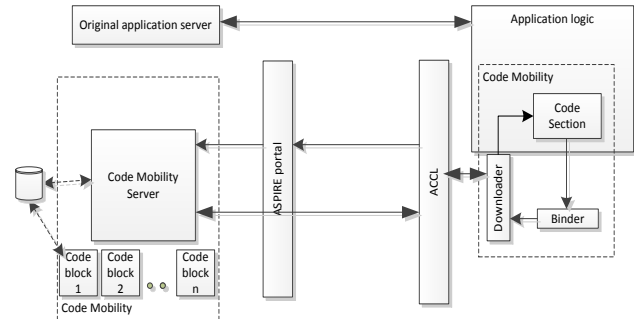 Original application server
Application logic
Code Mobility
Code
Section
Code Mobility
Server
ASPIRE portal
ACCL
Downloader
Binder
Code
block
1
Code
block
2
Code
block
n
Code Mobility